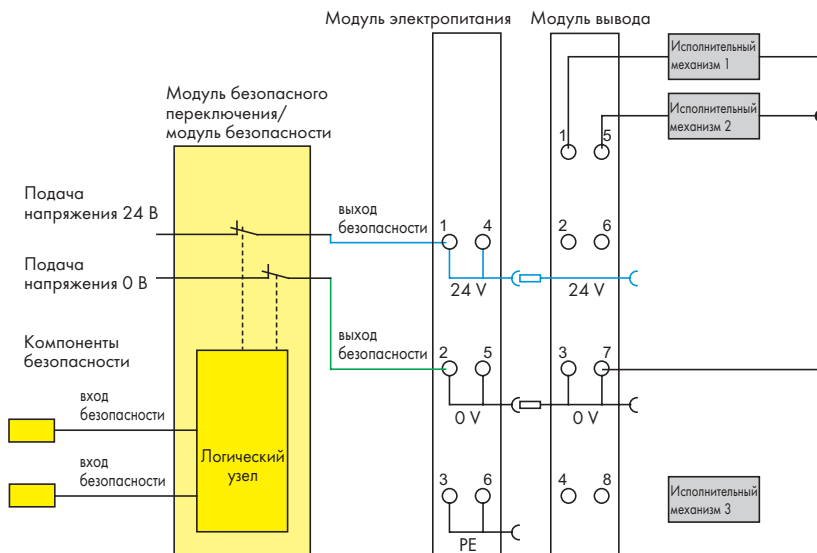 Модуль электропитания
Модуль вывода
Исполнительный
механизм 1
Модуль безопасного
переключения/
модуль безопасности
Исполнительный
механизм 2
1
5
Подача
напряжения 24 В
выход
безопасности
1
4
2
6
Подача
напряжения 0 В
24 V
24 V
Компоненты
безопасности
выход
безопасности
2
5
3
7
вход
безопасности
0 V
0 V
Логический
узел
вход
безопасности
3
6
4
8
Исполнительный
механизм 3
PE